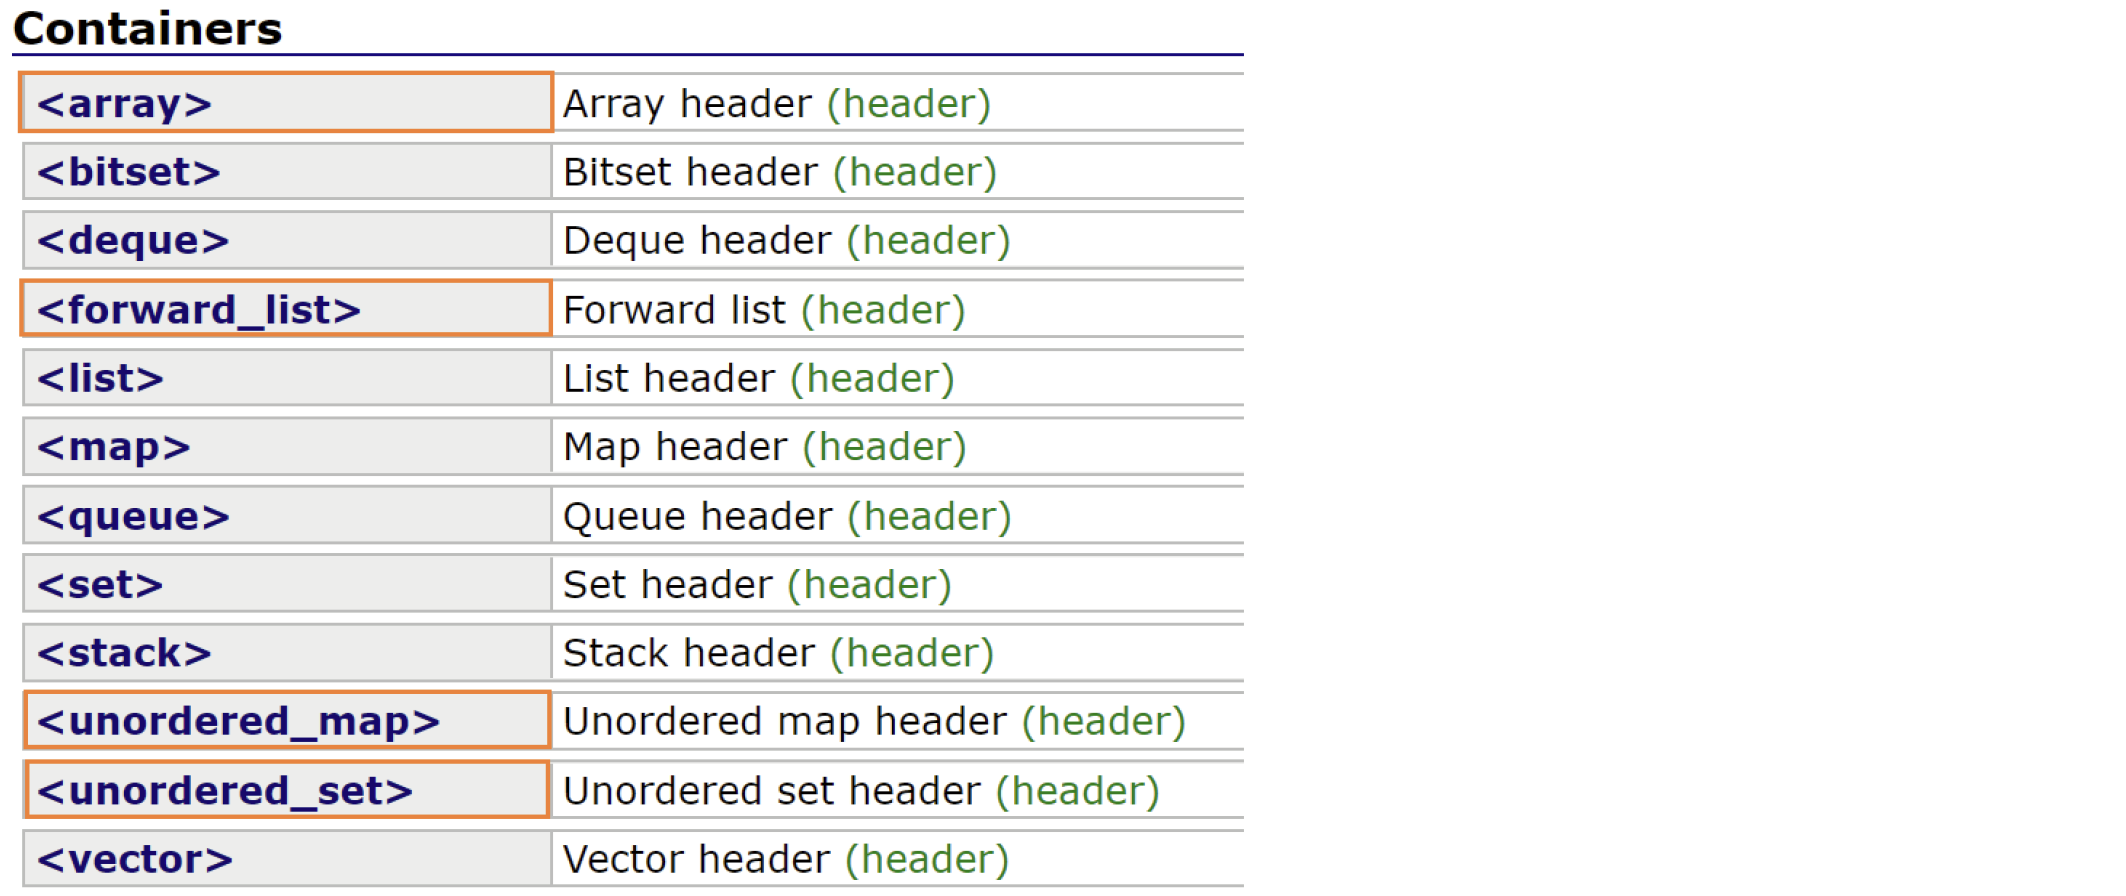 Containers
<array> Array header (header)
<bitset> Bitset header (header)
<deque> Deque header (header)
<forward_list> Forward list (header)
<list> List header (header)
<map> Map header (header)
<queue> Queue header (header)
<set> Set header (header)
<stack> Stack header (header)
<unordered_map> Unordered map header (header)
<unordered_set> Unordered set header (header)
<vector> Vector header (header)